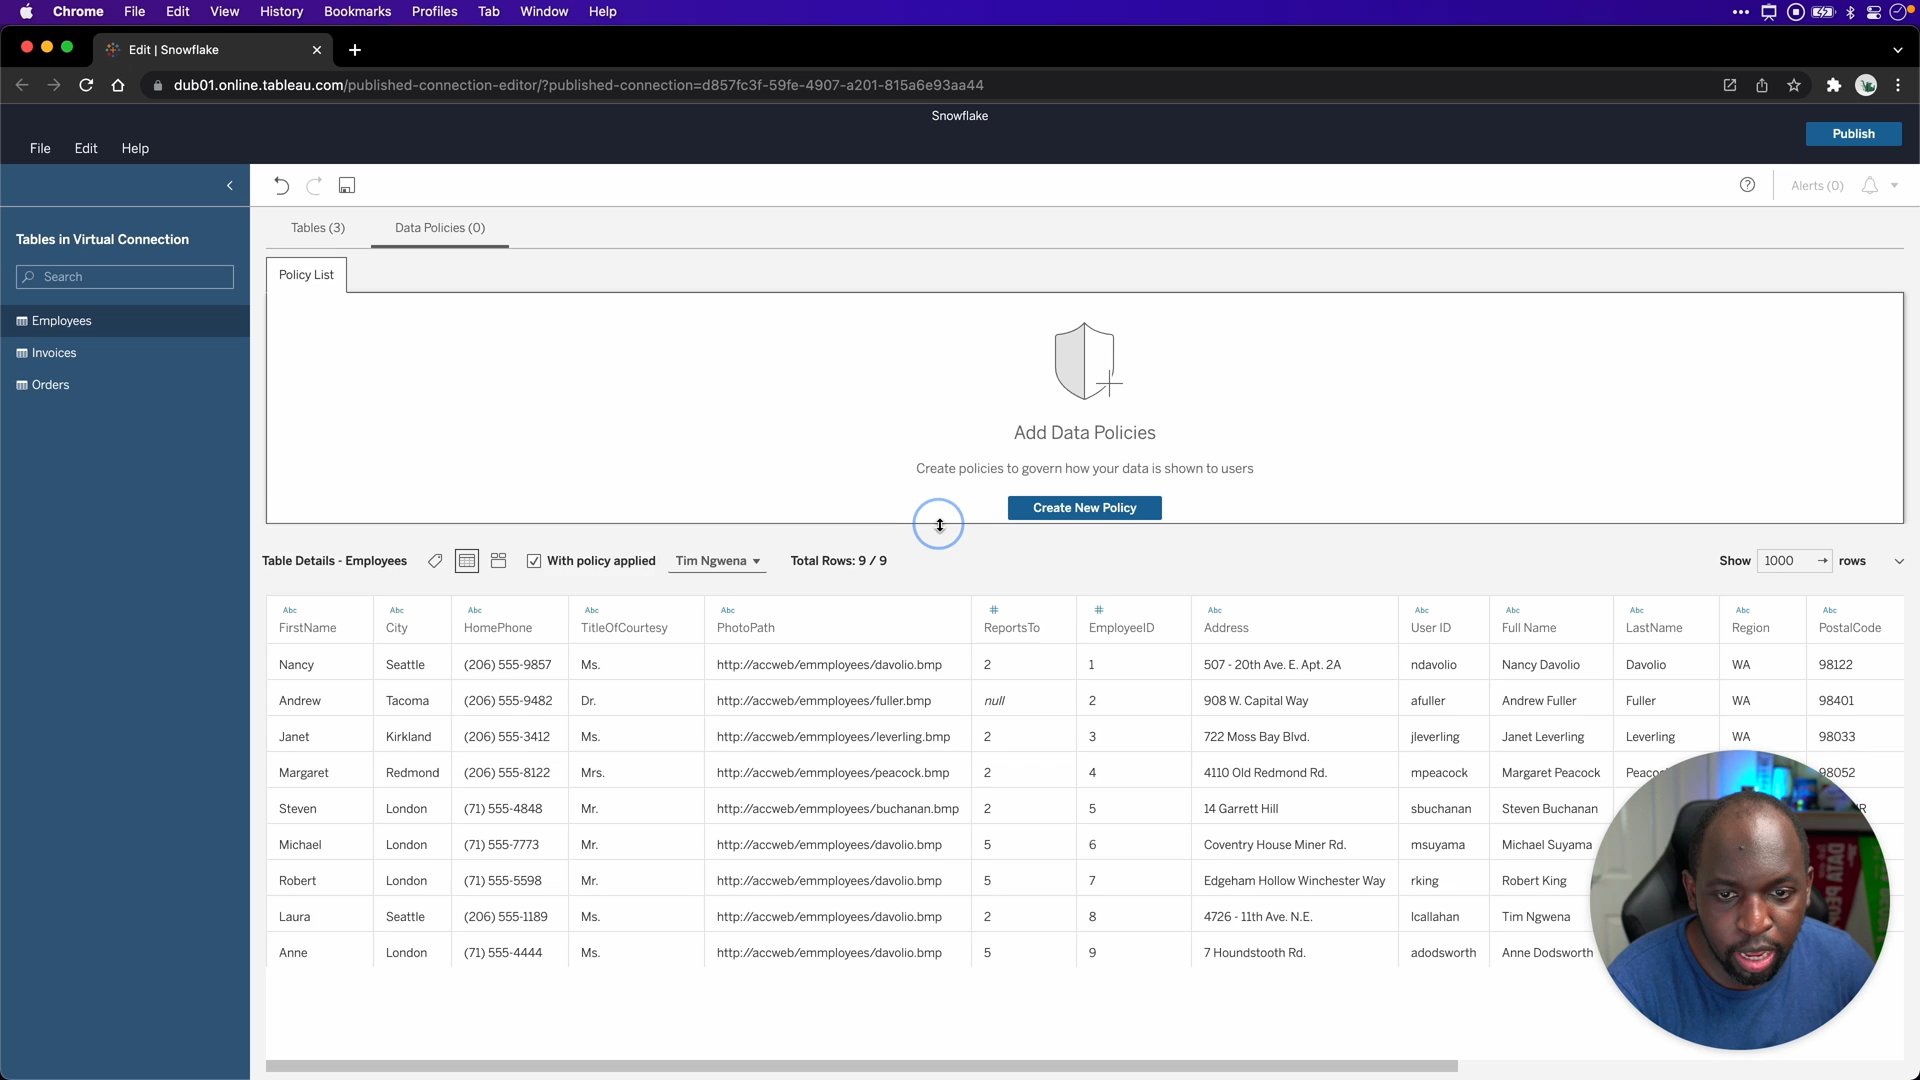 Chrome File Edit View History Bookmarks Profiles Tab Window Help
Edit | Snowflake
dub01.online.tableau.com/published-connection-editor/?published-connection=d857fc3f-59fe-4907-a201-815a6e93aa44
Snowflake
Publish
File Edit Help
Alerts (0)
Tables in Virtual Connection
Search
Employees
Invoices
Orders
Tables (3) Data Policies (0)
Policy List
Add Data Policies
Create policies to govern how your data is shown to users
Create New Policy
Table Details - Employees With policy applied Tim Ngwena Total Rows: 9 / 9 Show 1000 rows
Abc Abc Abc Abc Abc # # Abc Abc Abc Abc Abc Abc
FirstName City HomePhone TitleOfCourtesy PhotoPath ReportsTo EmployeeID Address User ID Full Name LastName Region PostalCode
Nancy Seattle (206) 555-9857 Ms. http://accweb/emmployees/davolio.bmp 2 1 507 - 20th Ave. E. Apt. 2A ndavolio Nancy Davolio Davolio WA 98122
Andrew Tacoma (206) 555-9482 Dr. http://accweb/emmployees/fuller.bmp null 2 908 W. Capital Way afuller Andrew Fuller Fuller WA 98401
Janet Kirkland (206) 555-3412 Ms. http://accweb/emmployees/leverling.bmp 2 3 722 Moss Bay Blvd. jleverling Janet Leverling Leverling WA 98033
Margaret Redmond (206) 555-8122 Mrs. http://accweb/emmployees/peacock.bmp 2 4 4110 Old Redmond Rd. mpeacock Margaret Peacock 98052
Steven London (71) 555-4848 Mr. http://accweb/emmployees/buchanan.bmp 2 5 14 Garrett Hill sbuchanan Steven Buchanan
Michael London (71) 555-7773 Mr. http://accweb/emmployees/davolio.bmp 5 6 Coventry House Miner Rd. msuyama Michael Suyama
Robert London (71) 555-5598 Mr. http://accweb/emmployees/davolio.bmp 5 7 Edgeham Hollow Winchester Way rking Robert King
Laura Seattle (206) 555-1189 Ms. http://accweb/emmployees/davolio.bmp 2 8 4726 - 11th Ave. N.E. lcallahan Tim Ngwena
Anne London (71) 555-4444 Ms. http://accweb/emmployees/davolio.bmp 5 9 7 Houndstooth Rd. adodsworth Anne Dodsworth